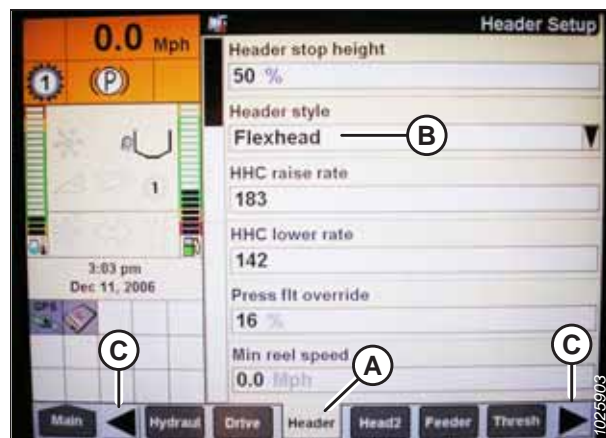 0.0 Mph
Header Setup
Header stop height
50 %
Header style
Flexhead
B
HHC raise rate
183
HHC lower rate
142
Press flt override
16 %
Min reel speed
0.0 Mph
1
P
1
3:03 pm
Dec 11, 2006
GPS
C
A
C
Main
Hydraul
Drive
Header
Head2
Feeder
Thresh
1025903